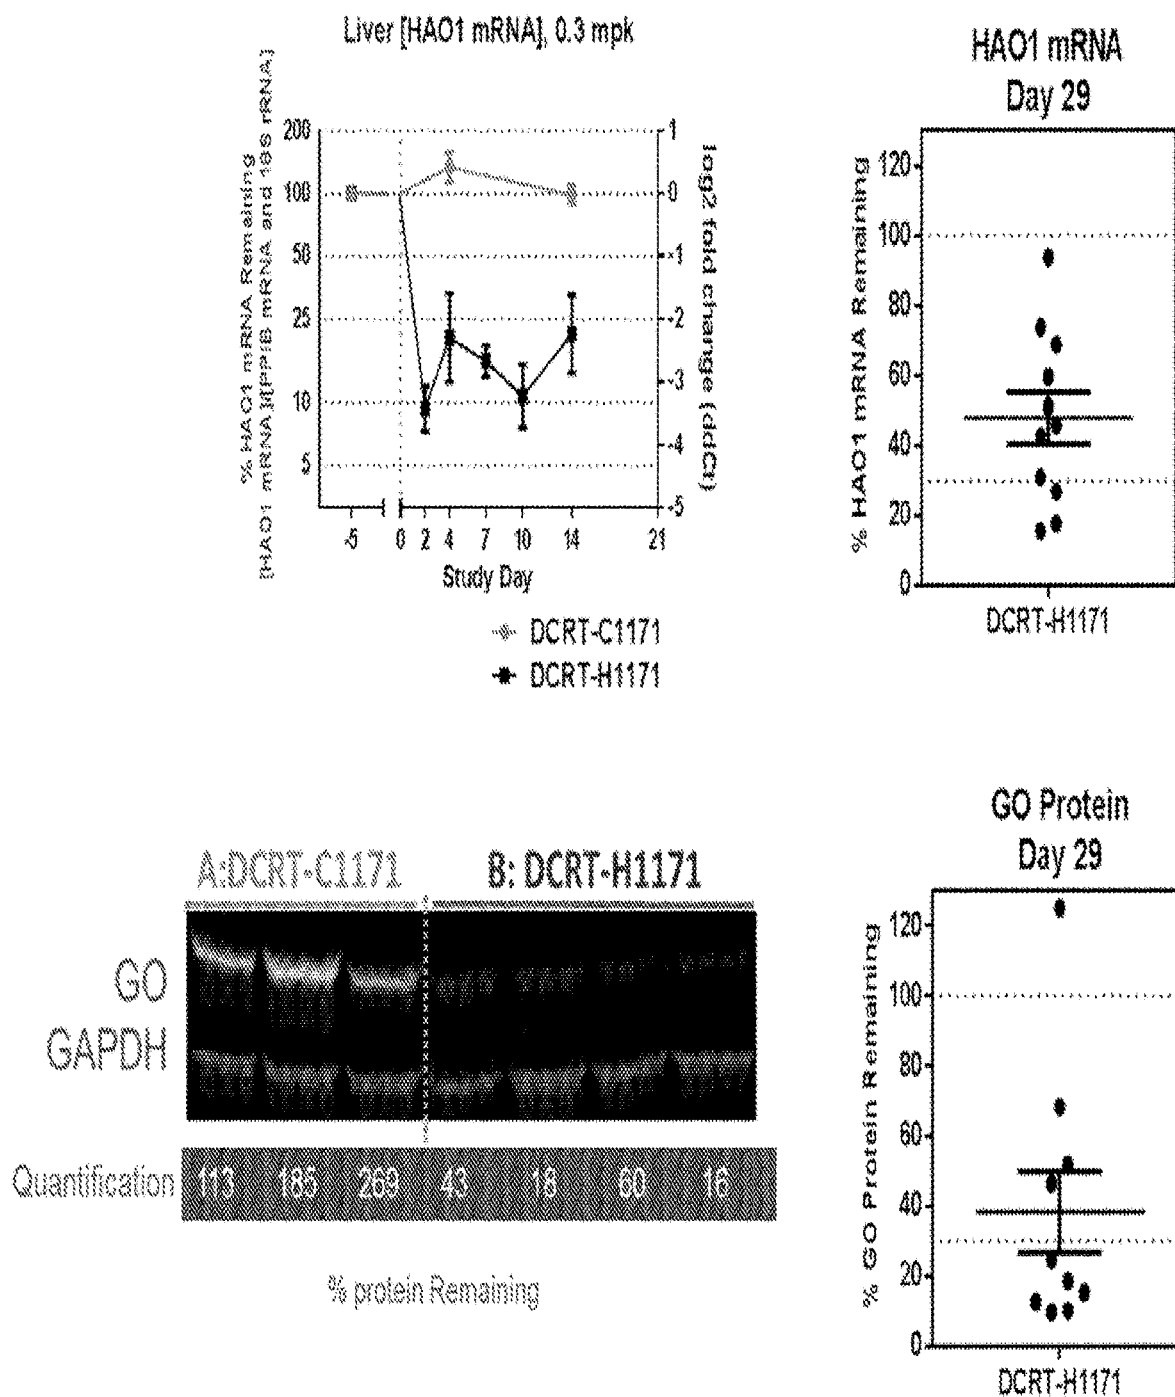 Liver [HAO1 mRNA], 0.3 mpk
% HAO1 mRNA Remaining
[HAO1 mRNA]/[PPIB mRNA and 18S rRNA]
200
100
50
25
10
5
1
0
-1
-2
-3
-4
-5
log2 fold change (ddCt)
-5 0 2 4 7 10 14 21
Study Day
DCRT-C1171
DCRT-H1171
HAO1 mRNA
Day 29
% HAO1 mRNA Remaining
120
100
80
60
40
20
0
DCRT-H1171
A:DCRT-C1171 B: DCRT-H1171
GO
GAPDH
Quantification 113 185 269 43 18 60 16
% protein Remaining
GO Protein
Day 29
% GO Protein Remaining
120
100
80
60
40
20
0
DCRT-H1171